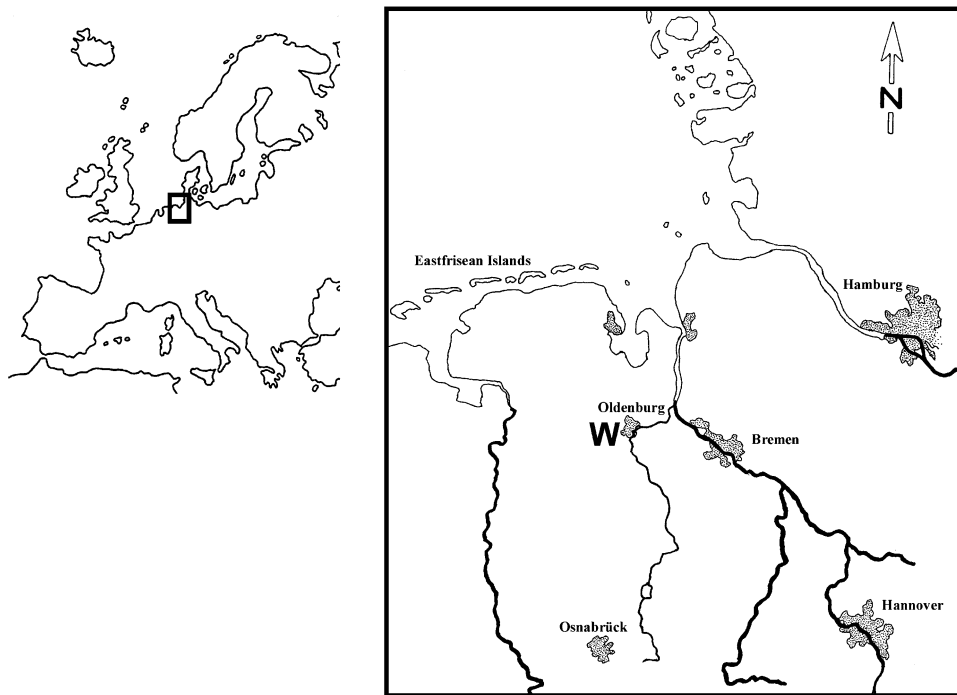 N
Eastfrisean Islands
Hamburg
Oldenburg
W
Bremen
Hannover
Osnabrück